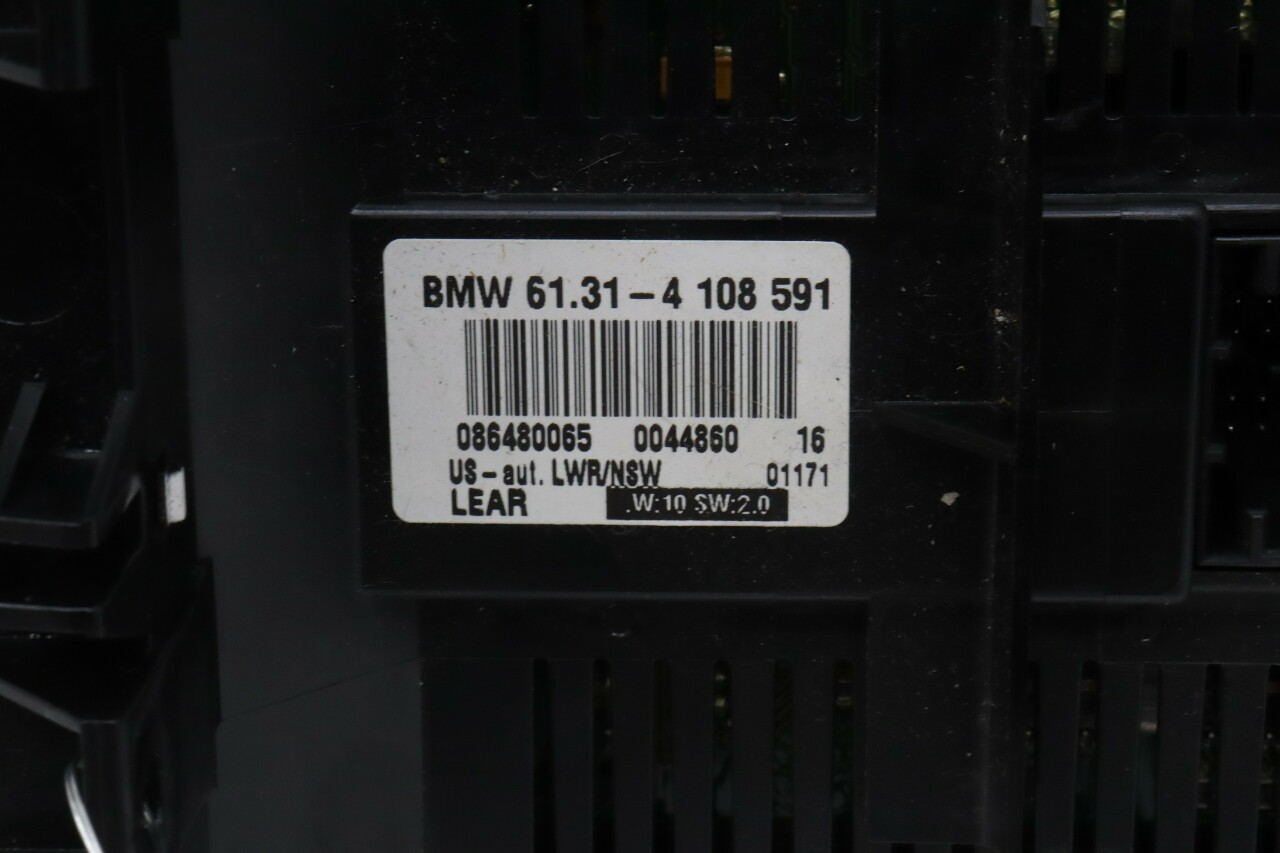 BMW 61.31-4 108 591
086480065 0044860 16
US-aut. LWR/NSW 01171
LEAR .W:10 SW:2.0